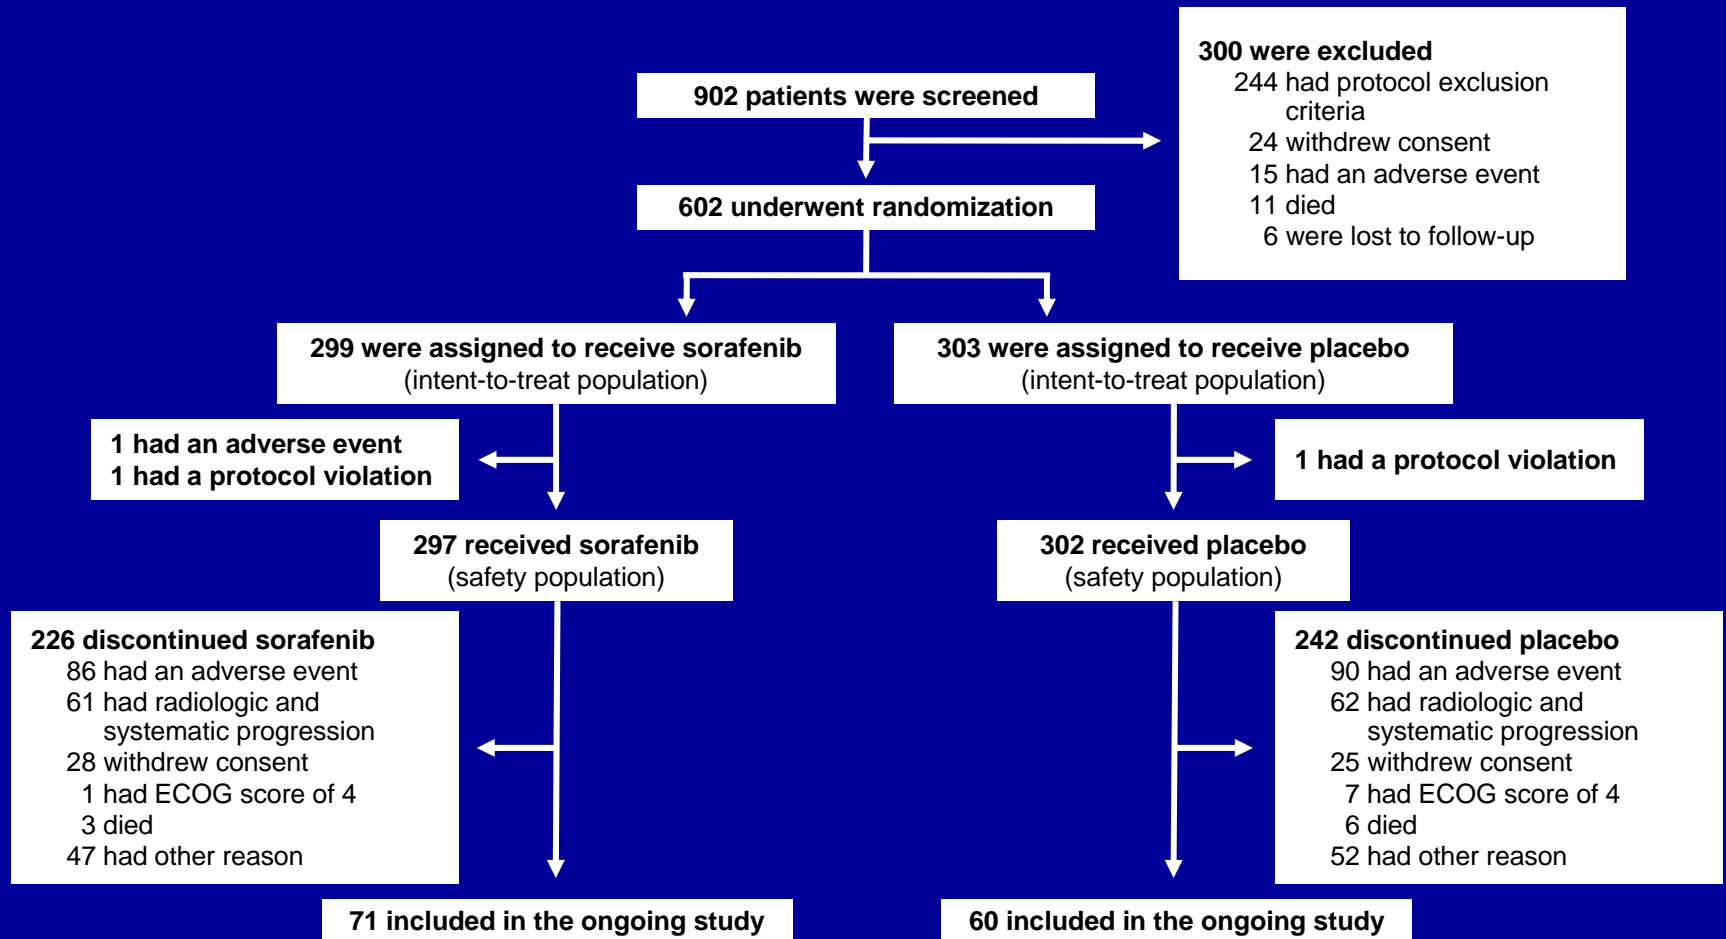 902 patients were screened
300 were excluded
244 had protocol exclusion
criteria
24 withdrew consent
15 had an adverse event
11 died
6 were lost to follow-up
602 underwent randomization
299 were assigned to receive sorafenib
(intent-to-treat population)
303 were assigned to receive placebo
(intent-to-treat population)
1 had an adverse event
1 had a protocol violation
1 had a protocol violation
297 received sorafenib
(safety population)
302 received placebo
(safety population)
226 discontinued sorafenib
86 had an adverse event
61 had radiologic and
systematic progression
28 withdrew consent
1 had ECOG score of 4
3 died
47 had other reason
242 discontinued placebo
90 had an adverse event
62 had radiologic and
systematic progression
25 withdrew consent
7 had ECOG score of 4
6 died
52 had other reason
71 included in the ongoing study
60 included in the ongoing study